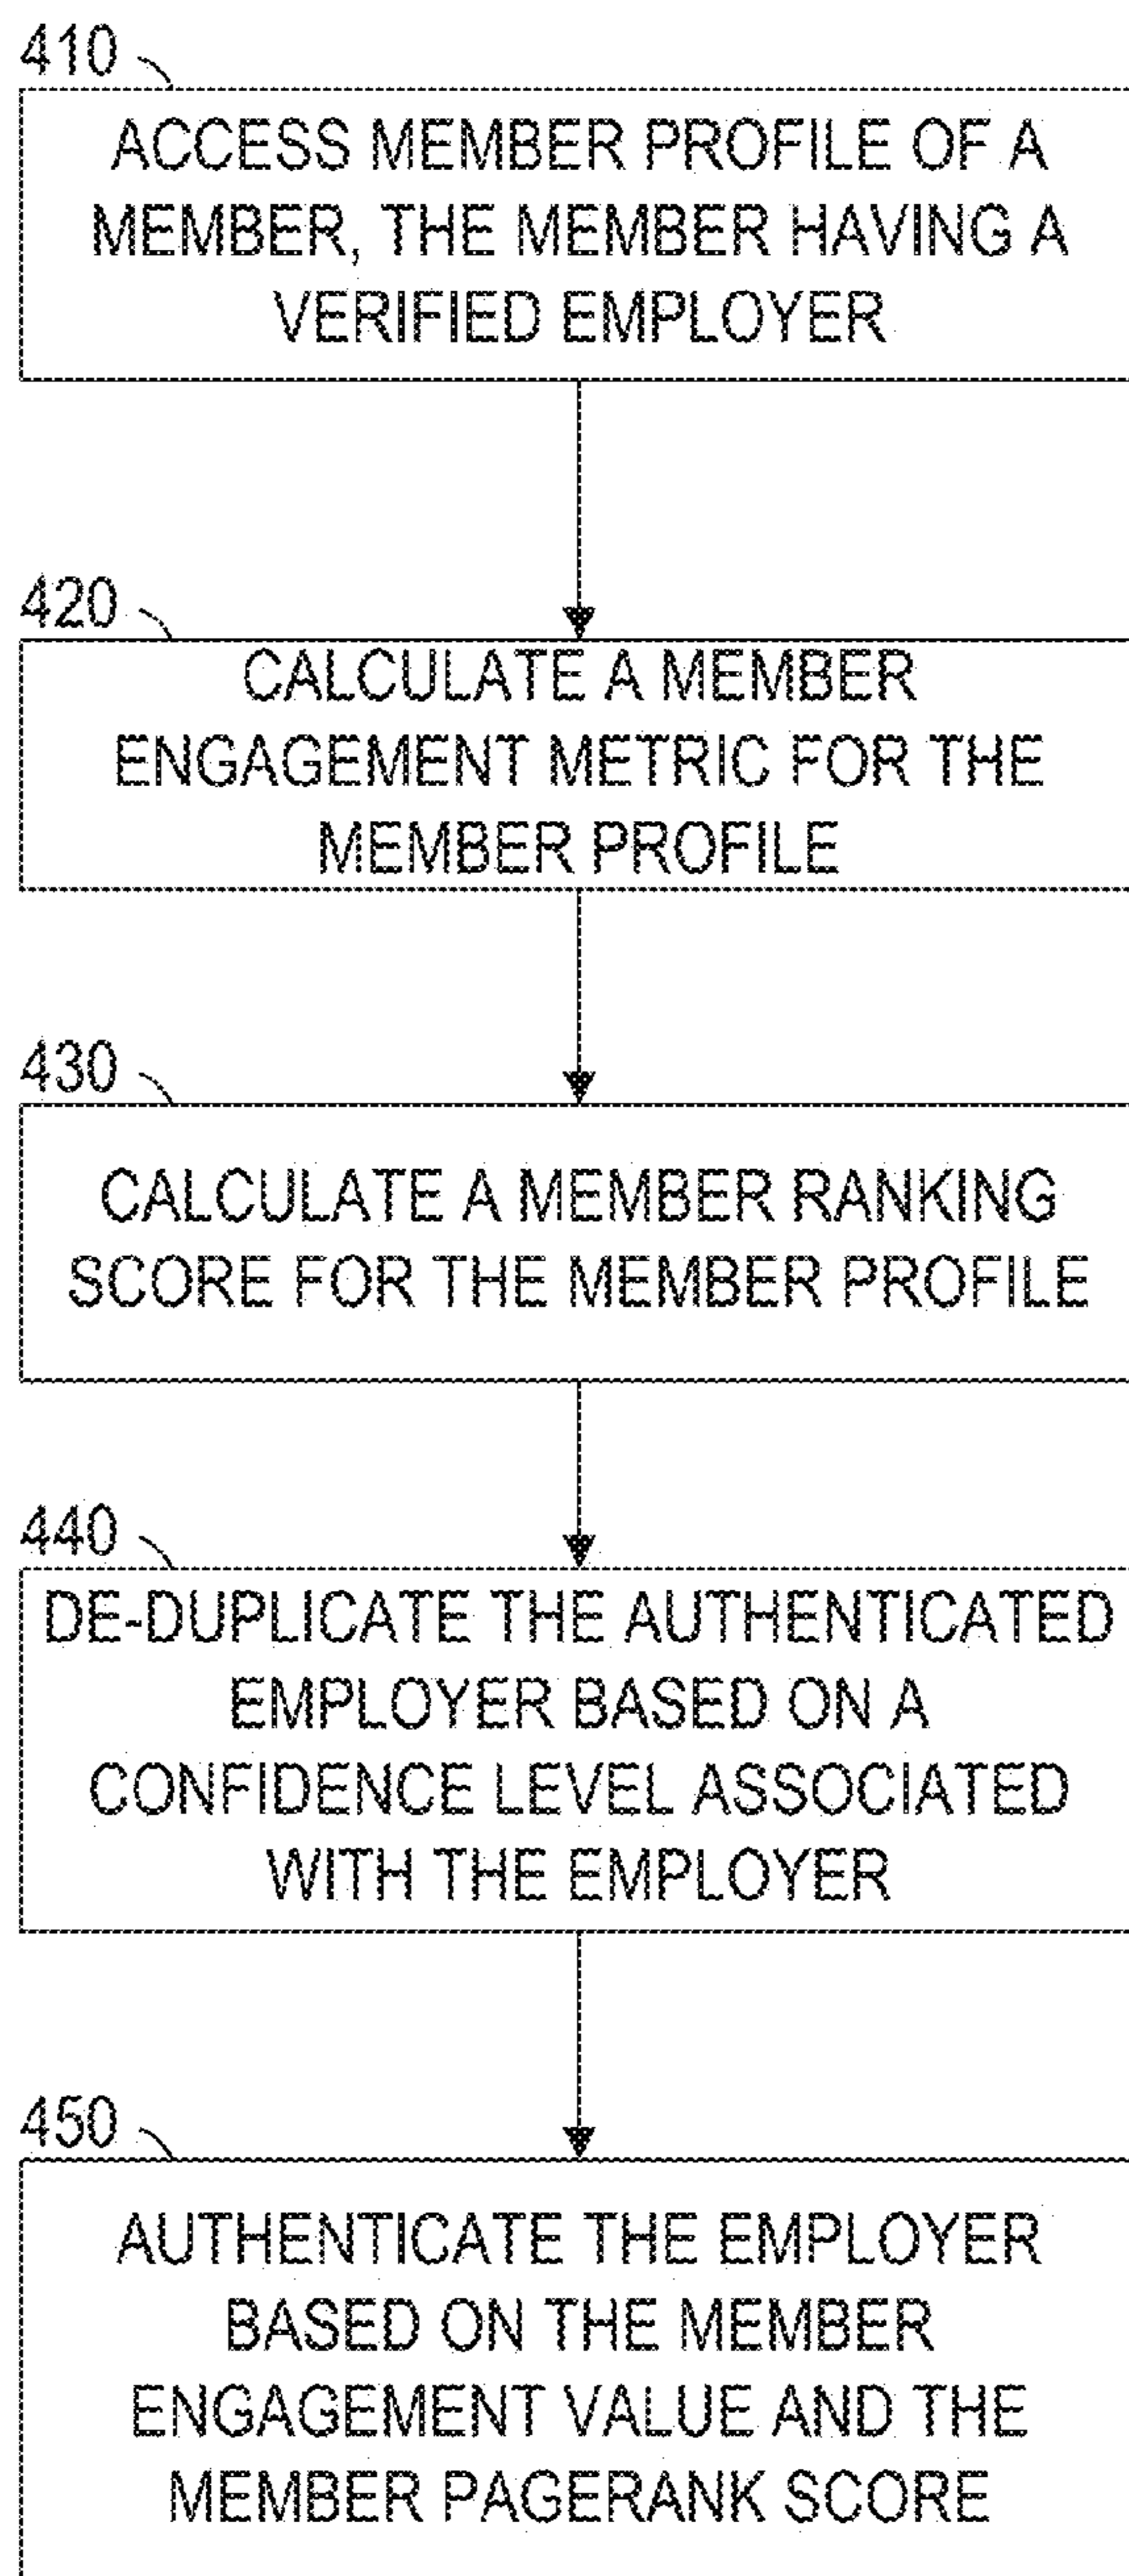 410
ACCESS MEMBER PROFILE OF A
MEMBER, THE MEMBER HAVING A
VERIFIED EMPLOYER
420
CALCULATE A MEMBER
ENGAGEMENT METRIC FOR THE
MEMBER PROFILE
430
CALCULATE A MEMBER RANKING
SCORE FOR THE MEMBER PROFILE
440
DE-DUPLICATE THE AUTHENTICATED
EMPLOYER BASED ON A
CONFIDENCE LEVEL ASSOCIATED
WITH THE EMPLOYER
450
AUTHENTICATE THE EMPLOYER
BASED ON THE MEMBER
ENGAGEMENT VALUE AND THE
MEMBER PAGERANK SCORE